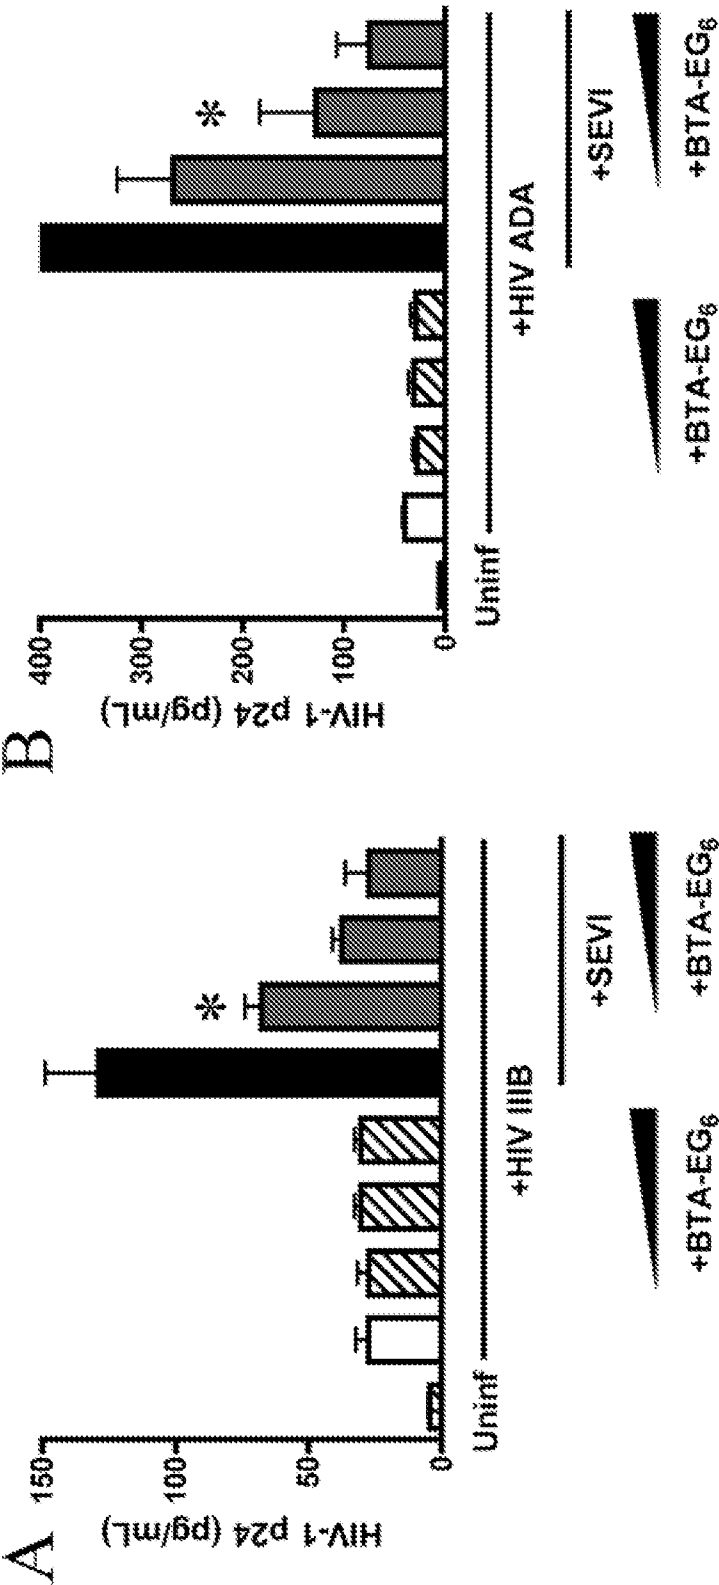 A
HIV-1 p24 (pg/mL)
150
100
50
0
*
Uninf
+HIV IIIB
+SEVI
+BTA-EG6
+BTA-EG6
B
HIV-1 p24 (pg/mL)
400
300
200
100
0
*
Uninf
+HIV ADA
+SEVI
+BTA-EG6
+BTA-EG6